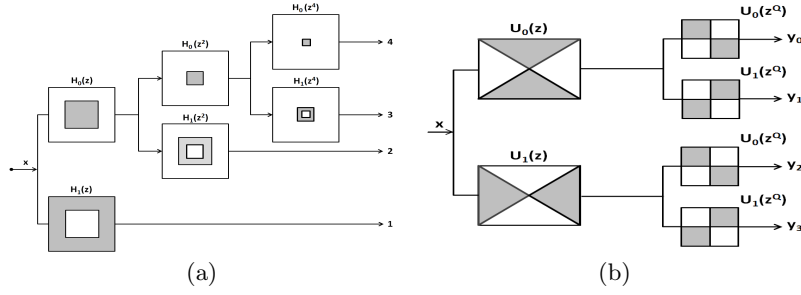 H₀(z⁴)
H₀(z²)
4
H₀(z)
H₁(z⁴)
3
H₁(z²)
2
x
H₁(z)
1
(a)
U₀(z^Q)
U₀(z)
y₀
U₁(z^Q)
y₁
x
U₀(z^Q)
U₁(z)
y₂
U₁(z^Q)
y₃
(b)